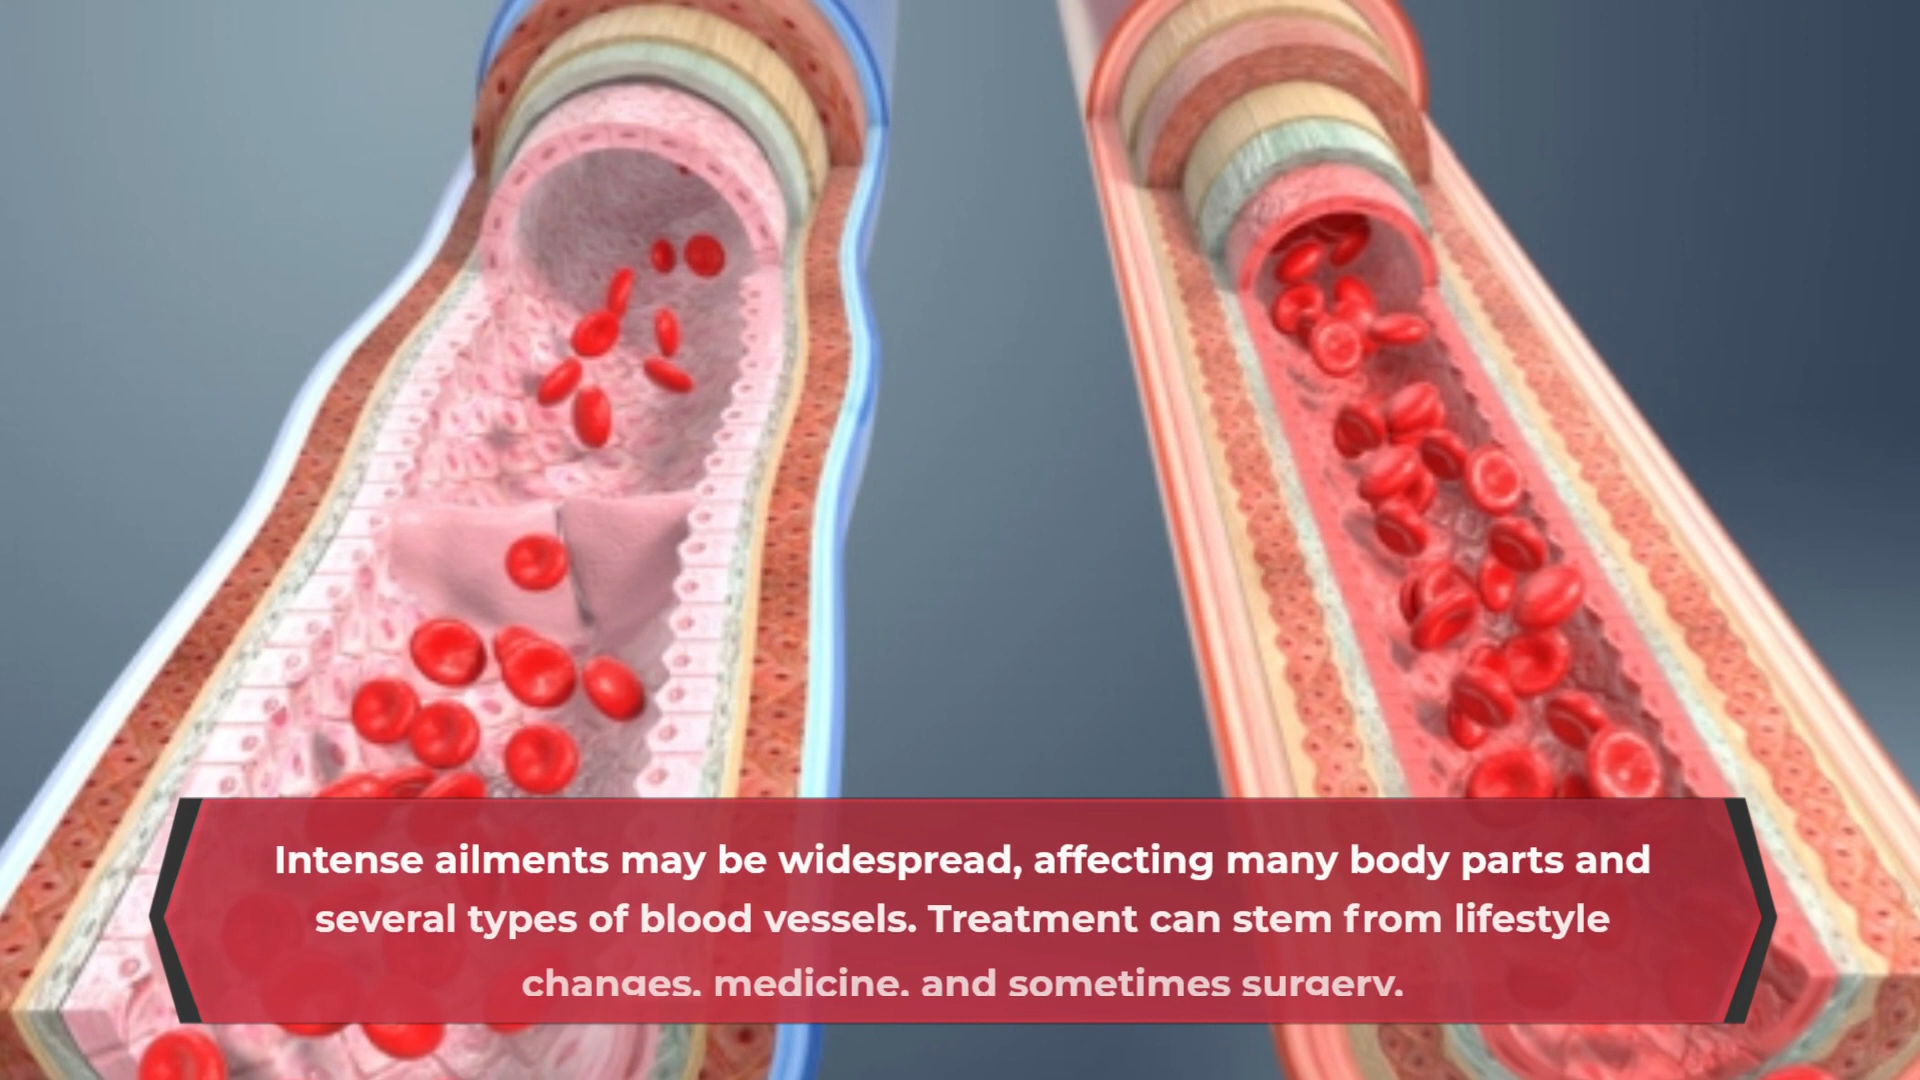 Intense ailments may be widespread, affecting many body parts and
several types of blood vessels. Treatment can stem from lifestyle
changes, medicine, and sometimes surgery.